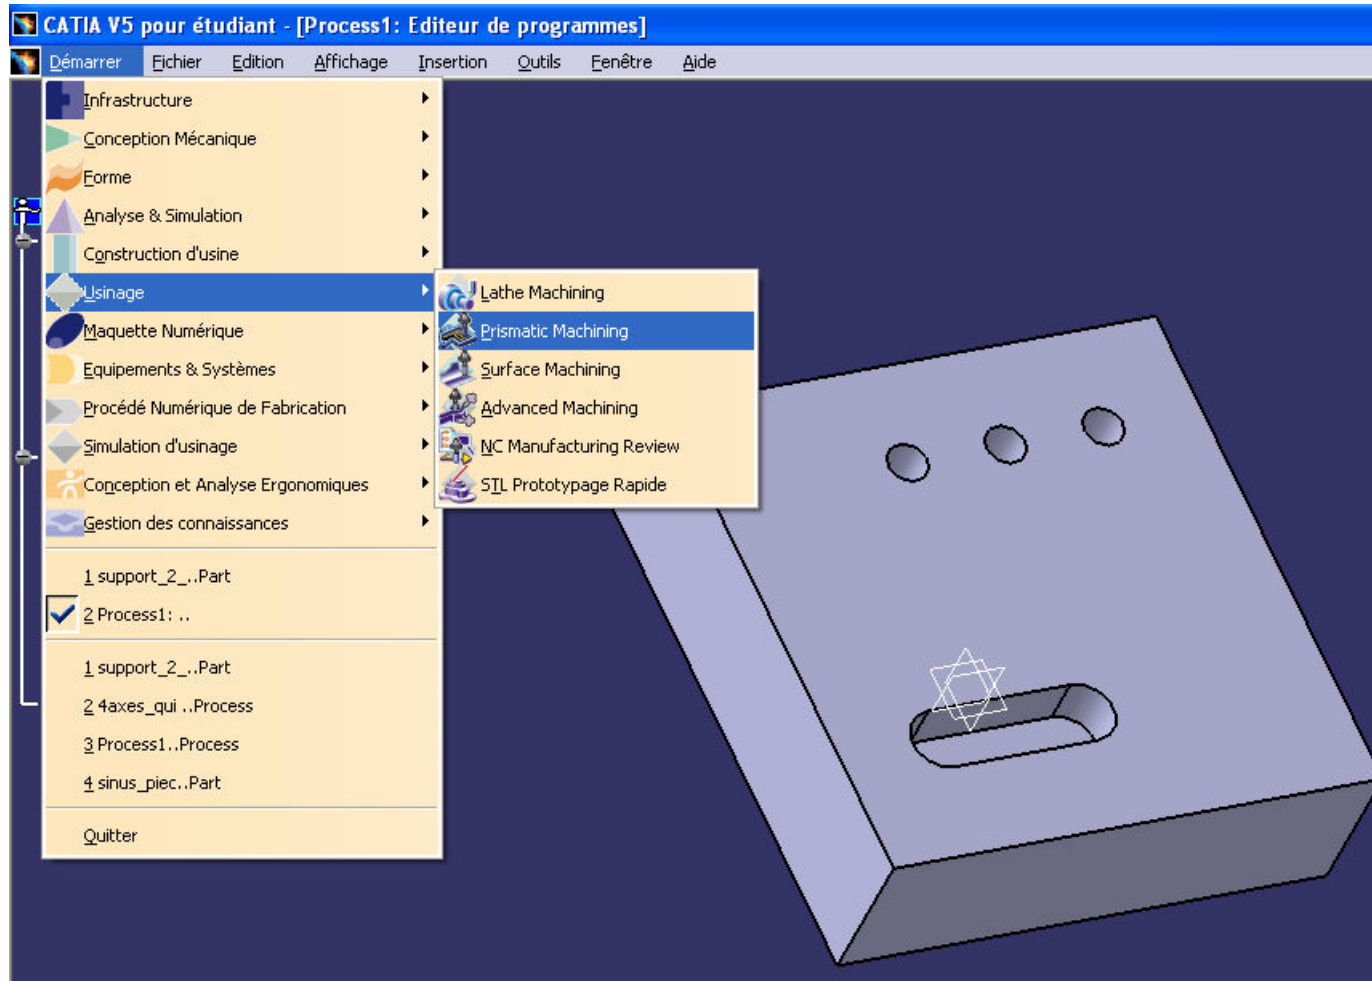 CATIA V5 pour étudiant - [Process1: Editeur de programmes]
Démarrer Fichier Edition Affichage Insertion Outils Fenêtre Aide
Infrastructure
Conception Mécanique
Forme
Analyse & Simulation
Construction d'usine
Usinage
Maquette Numérique
Equipements & Systèmes
Procédé Numérique de Fabrication
Simulation d'usinage
Conception et Analyse Ergonomiques
Gestion des connaissances
1 support_2_..Part
2 Process1: ..
1 support_2_..Part
2 4axes_qui ..Process
3 Process1..Process
4 sinus_piec..Part
Quitter
Lathe Machining
Prismatic Machining
Surface Machining
Advanced Machining
NC Manufacturing Review
STL Prototypage Rapide